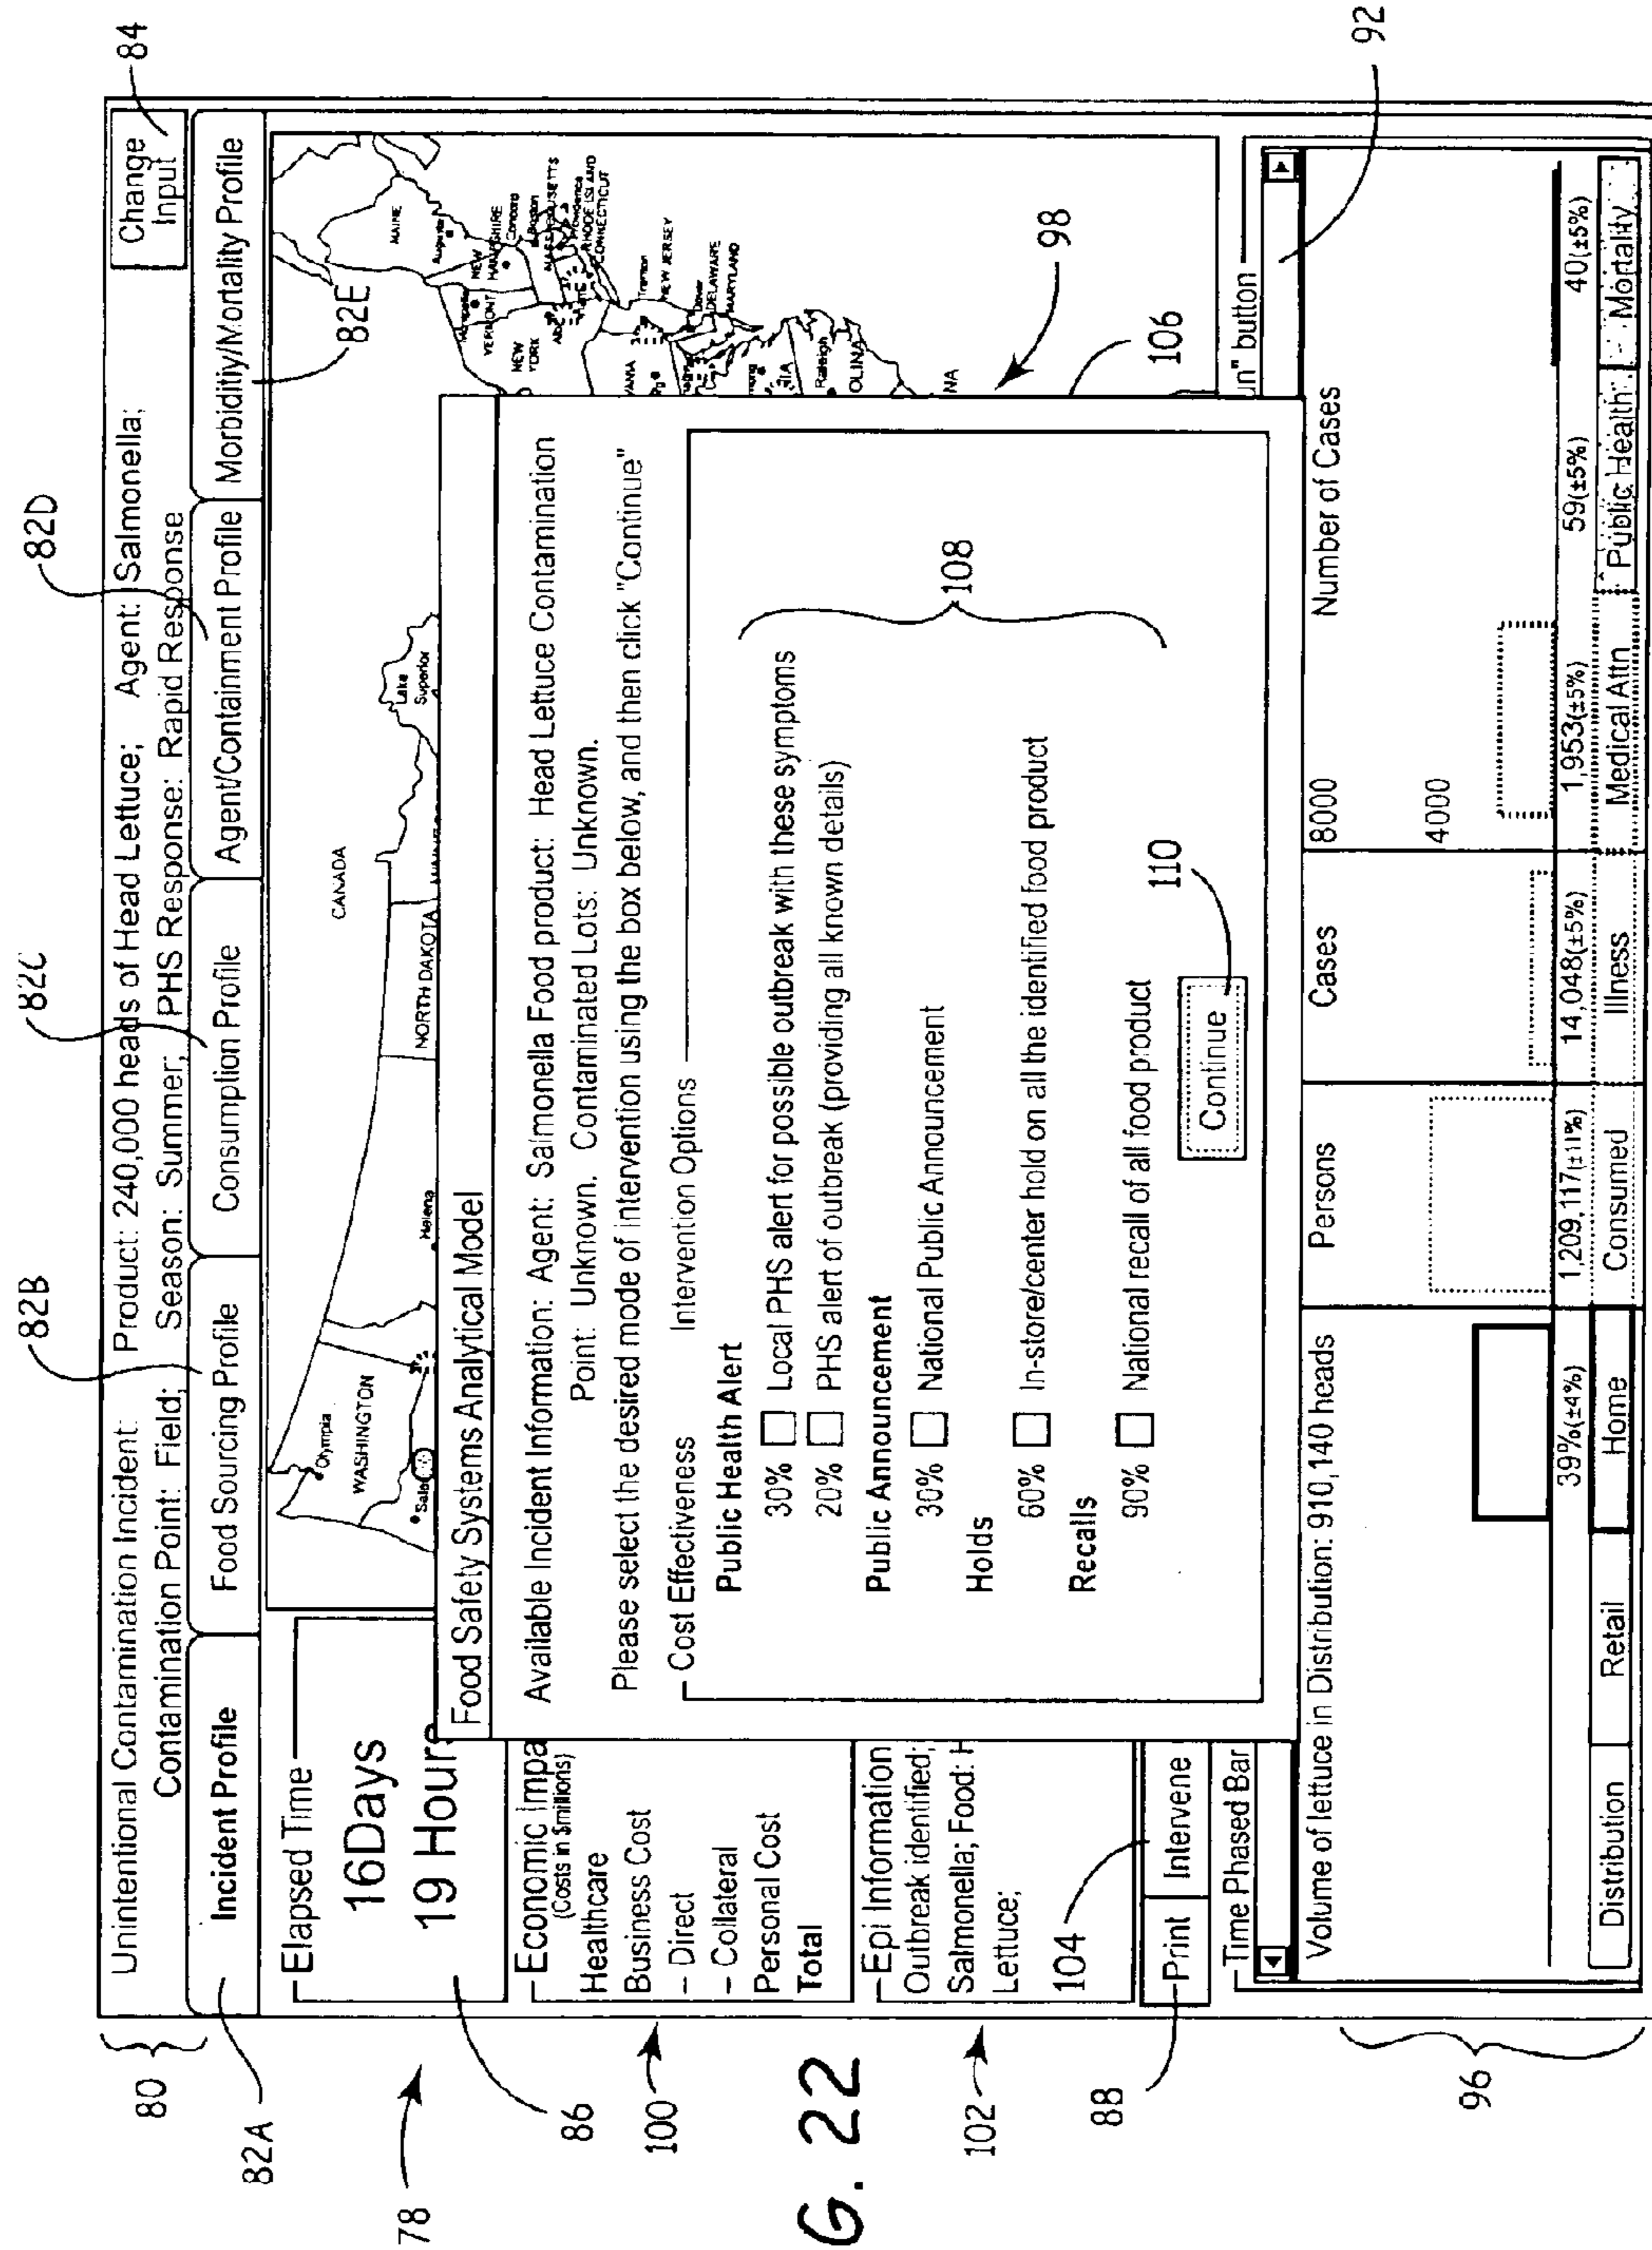 82B
82C
82D
84
80
Unintentional Contamination Incident: Product: 240,000 heads of Head Lettuce; Agent: Salmonella;
Contamination Point: Field; Season: Summer; PHS Response: Rapid Response
Change
Input
82A
Incident Profile
Food Sourcing Profile
Consumption Profile
Agent/Containment Profile
Morbiditiy/Mortality Profile
82E
78
Elapsed Time
16Days
19 Hours
86
Olympia
WASHINGTON
Helena
CANADA
NORTH DAKOTA
Lake
Superior
MAINE
Augusta
VERMONT
NEW
HAMPSHIRE
Concord
NEW
YORK
Boston
MASSACHUSETTS
Providence
RHODE ISLAND
CONNECTICUT
Trenton
NEW JERSEY
Dover
DELAWARE
MARYLAND
Raleigh
OLINA
NA
100
Economic Impa
(Costs in $millions)
Healthcare
Business Cost
- Direct
- Collateral
Personal Cost
Total
Food Safety Systems Analytical Model
Available Incident Information: Agent: Salmonella Food product: Head Lettuce Contamination
Point: Unknown. Contaminated Lots: Unknown.
Please select the desired mode of intervention using the box below, and then click "Continue"
Cost Effectiveness Intervention Options
Public Health Alert
30% Local PHS alert for possible outbreak with these symptoms
20% PHS alert of outbreak (providing all known details)
Public Announcement
30% National Public Announcement
Holds
60% In-store/center hold on all the identified food product
Recalls
90% National recall of all food product
Continue
108
110
98
106
G. 22
102
Epi Information
Outbreak identified;
Salmonella; Food: H
Lettuce;
104
88
Print
Intervene
Time Phased Bar
un" button
92
96
Volume of lettuce in Distribution: 910,140 heads
Persons
Cases
Number of Cases
8000
4000
39%(±4%)
1,209,117(±11%)
14,048(±5%)
1,953(±5%)
59(±5%)
40(±5%)
Distribution
Retail
Home
Consumed
Illness
Medical Attn
Public Health
Mortality